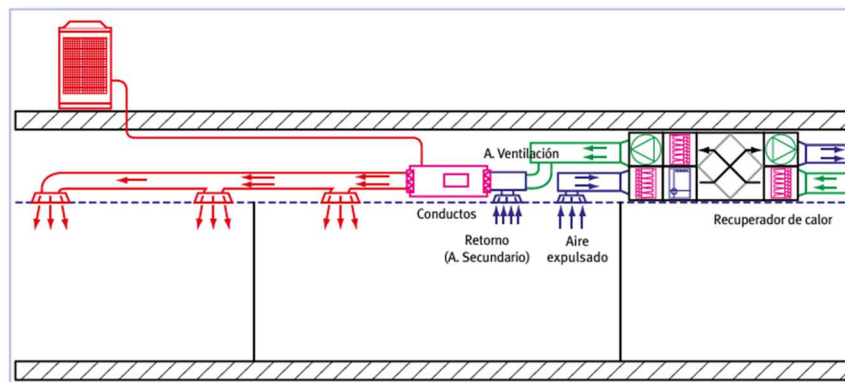 A. Ventilación
Conductos
Retorno
(A. Secundario)
Aire
expulsado
Recuperador de calor